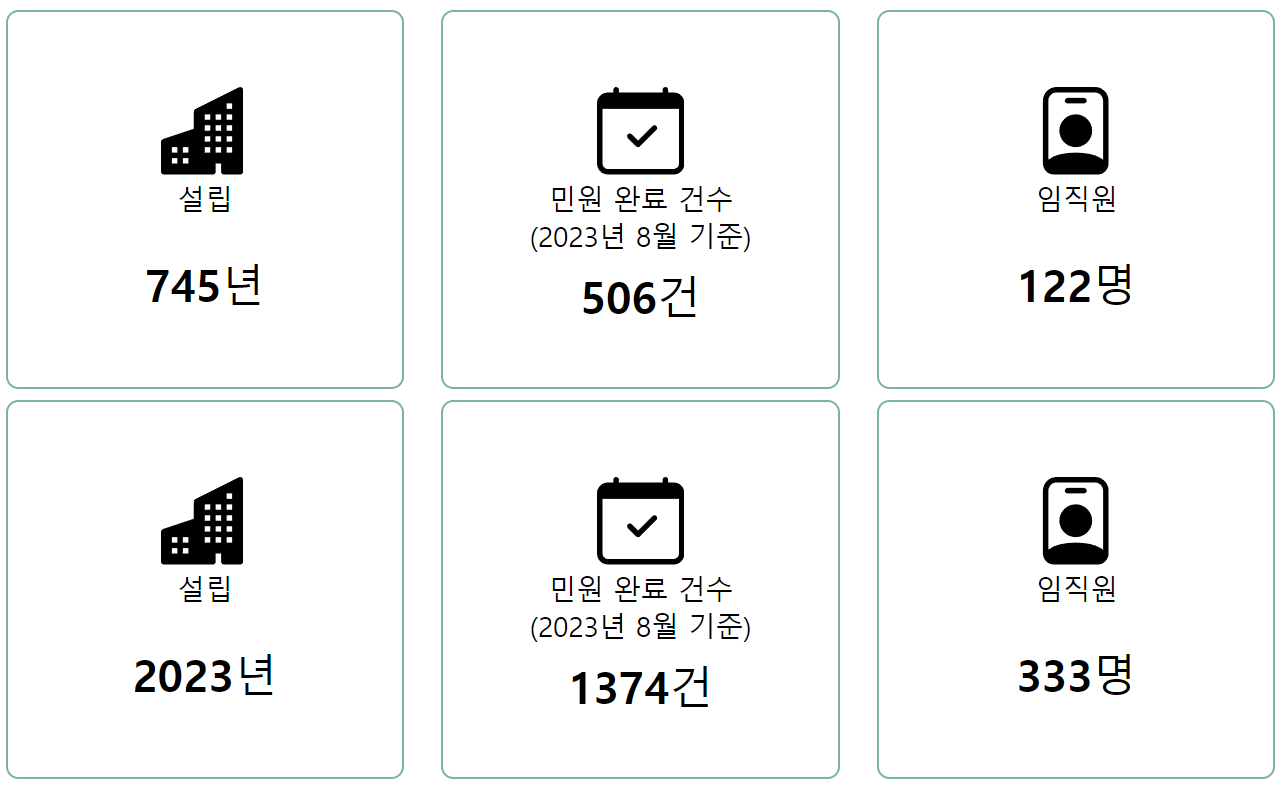 설립
745년
민원 완료 건수
(2023년 8월 기준)
506건
임직원
122명
설립
2023년
민원 완료 건수
(2023년 8월 기준)
1374건
임직원
333명